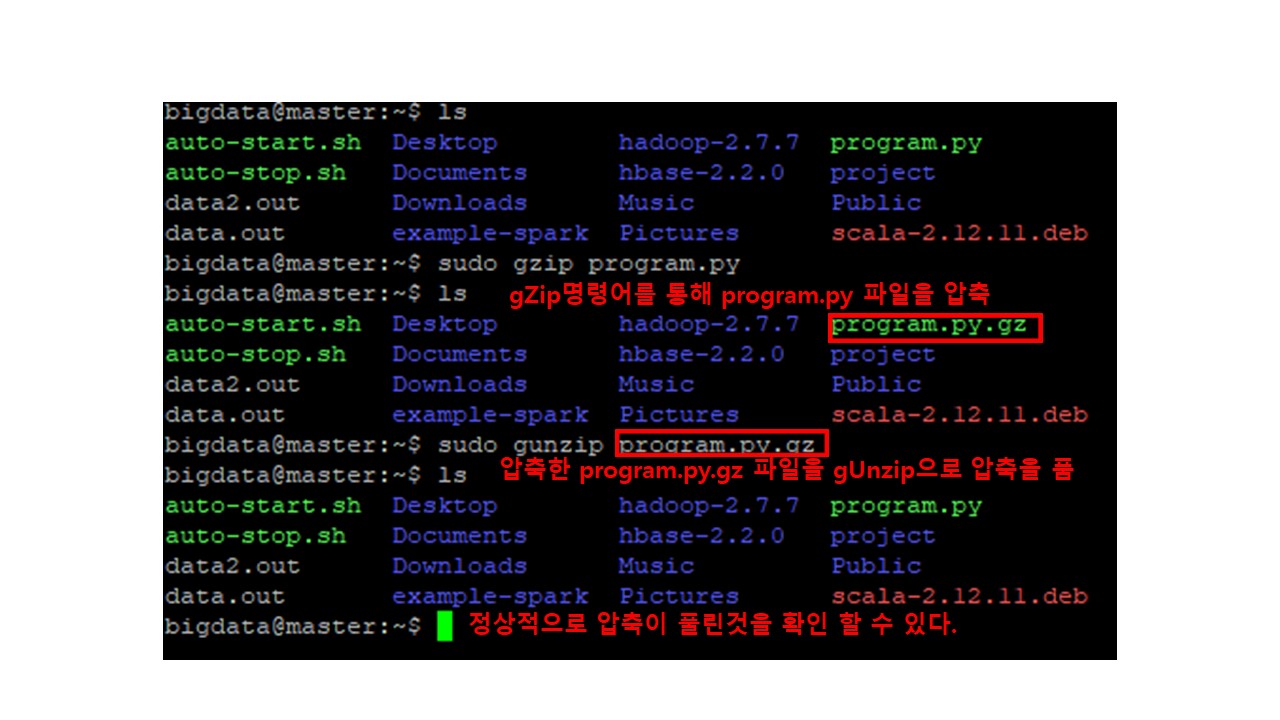 bigdata@master:~$ ls
auto-start.sh Desktop hadoop-2.7.7 program.py
auto-stop.sh Documents hbase-2.2.0 project
data2.out Downloads Music Public
data.out example-spark Pictures scala-2.12.11.deb
bigdata@master:~$ sudo gzip program.py
bigdata@master:~$ ls gZip명령어를 통해 program.py 파일을 압축
auto-start.sh Desktop hadoop-2.7.7 program.py.gz
auto-stop.sh Documents hbase-2.2.0 project
data2.out Downloads Music Public
data.out example-spark Pictures scala-2.12.11.deb
bigdata@master:~$ sudo gunzip program.py.gz
bigdata@master:~$ ls 압축한 program.py.gz 파일을 gUnzip으로 압축을 품
auto-start.sh Desktop hadoop-2.7.7 program.py
auto-stop.sh Documents hbase-2.2.0 project
data2.out Downloads Music Public
data.out example-spark Pictures scala-2.12.11.deb
bigdata@master:~$ 정상적으로 압축이 풀린것을 확인 할 수 있다.